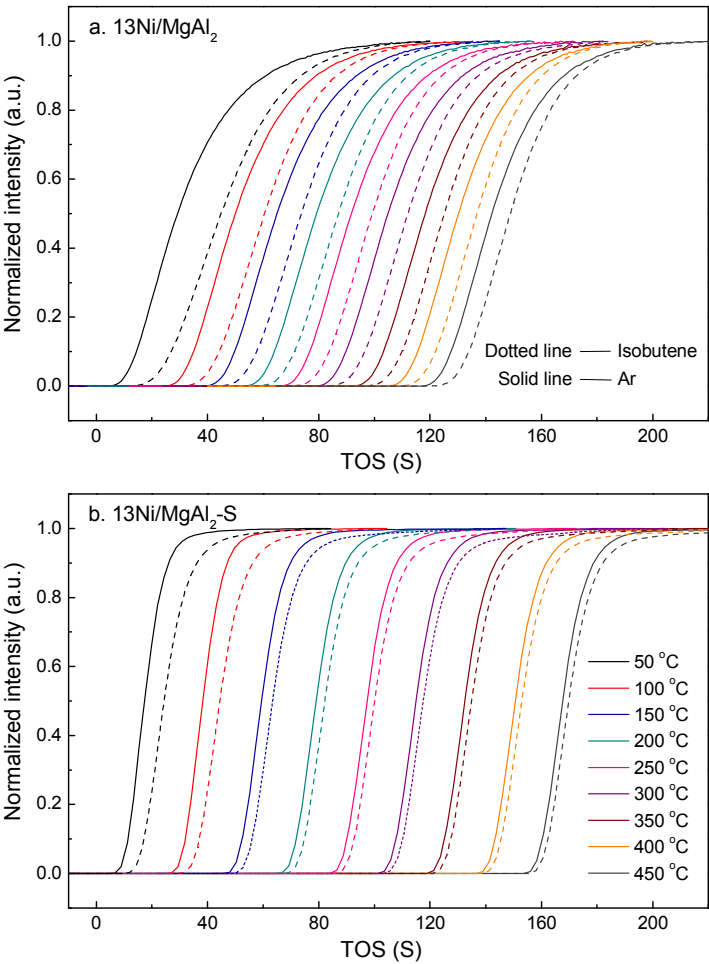 a. 13Ni/MgAl2
Normalized intensity (a.u.)
1.0
0.8
0.6
0.4
0.2
0.0
Dotted line — Isobutene
Solid line — Ar
0 40 80 120 160 200
TOS (S)
b. 13Ni/MgAl2-S
Normalized intensity (a.u.)
1.0
0.8
0.6
0.4
0.2
0.0
50 °C
100 °C
150 °C
200 °C
250 °C
300 °C
350 °C
400 °C
450 °C
0 40 80 120 160 200
TOS (S)